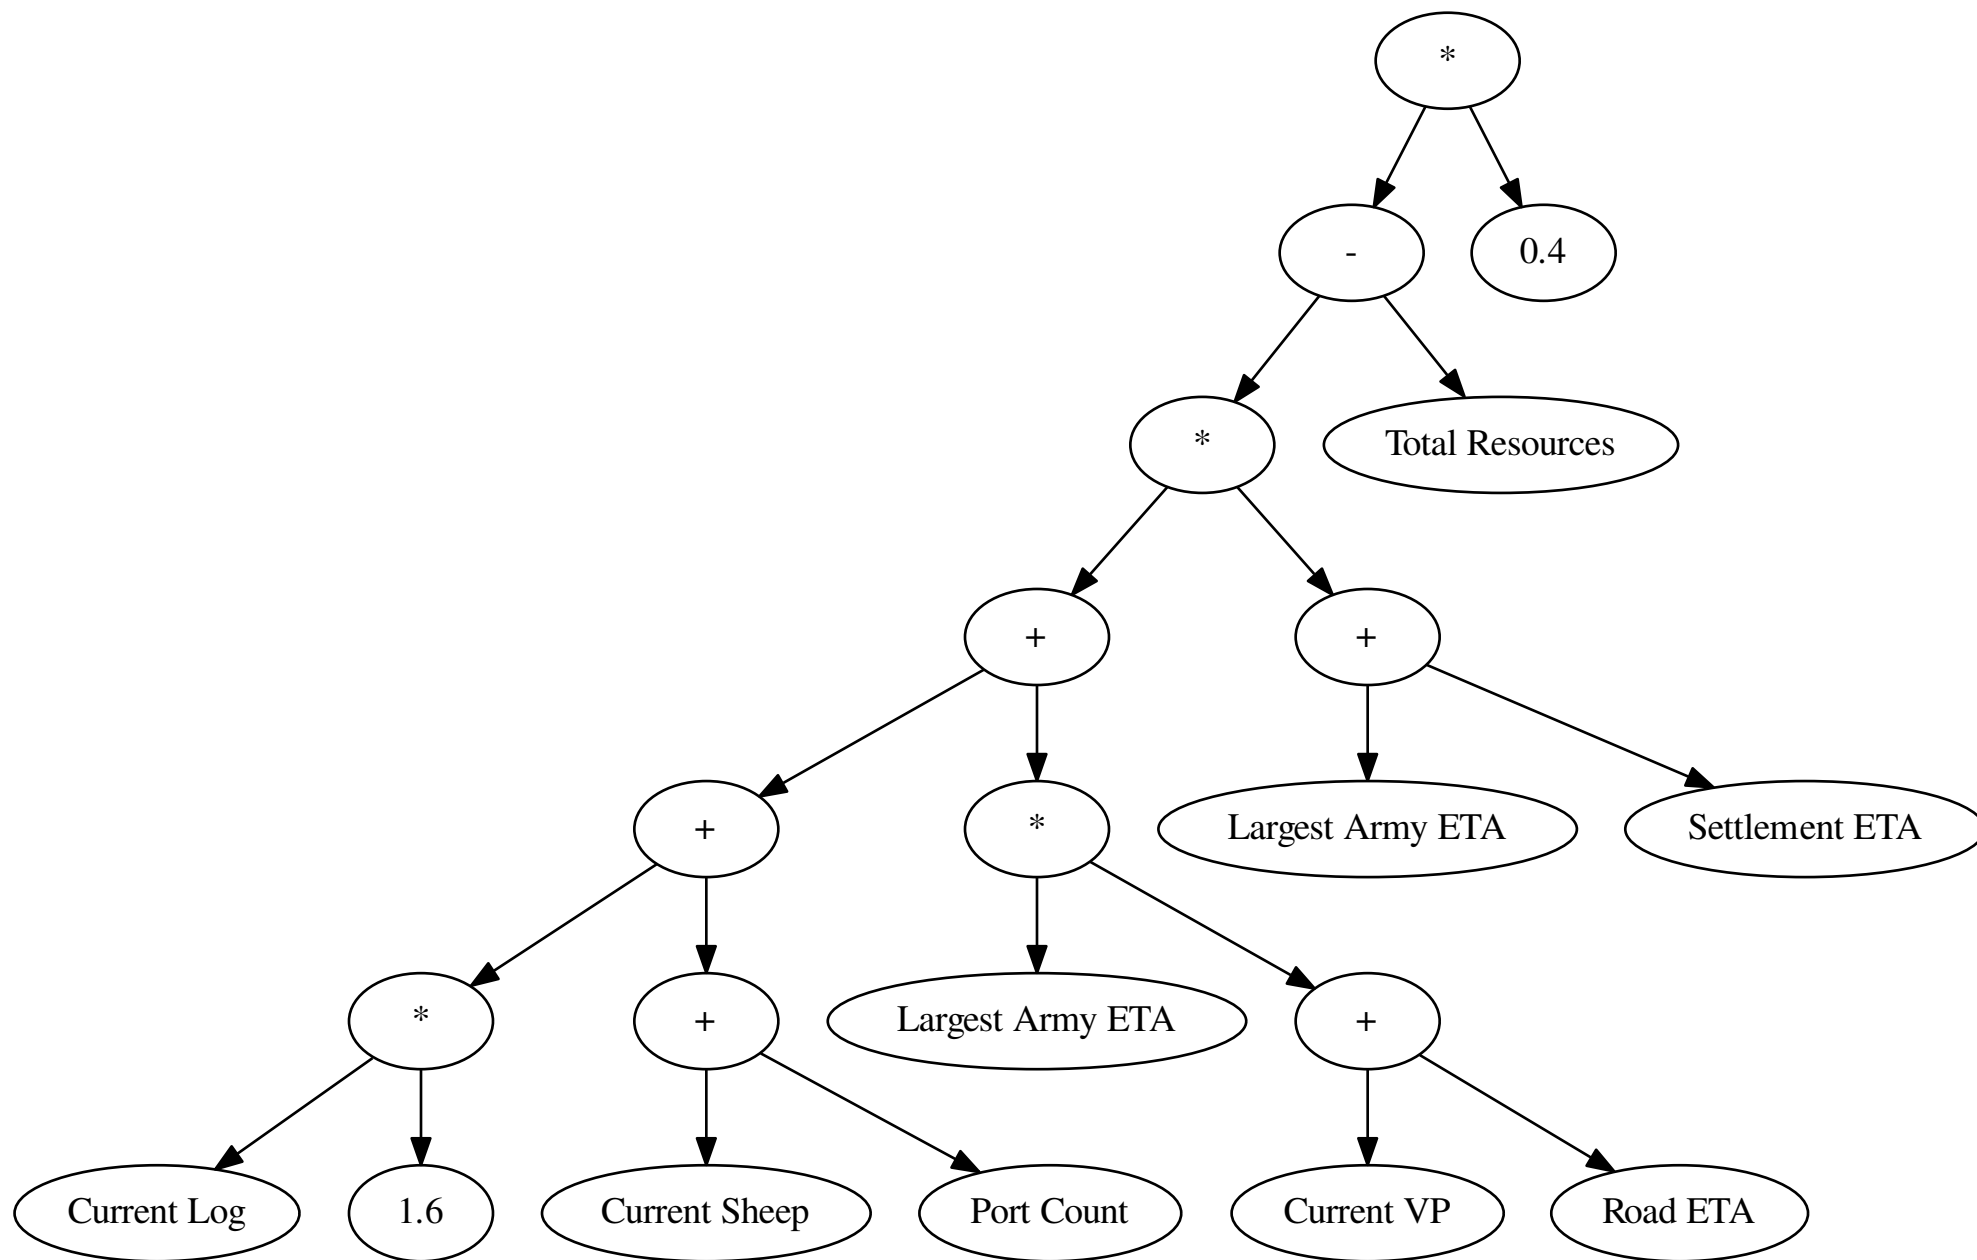 *
-
0.4
*
Total Resources
+
+
+
*
Largest Army ETA
Settlement ETA
*
+
Largest Army ETA
+
Current Log
1.6
Current Sheep
Port Count
Current VP
Road ETA